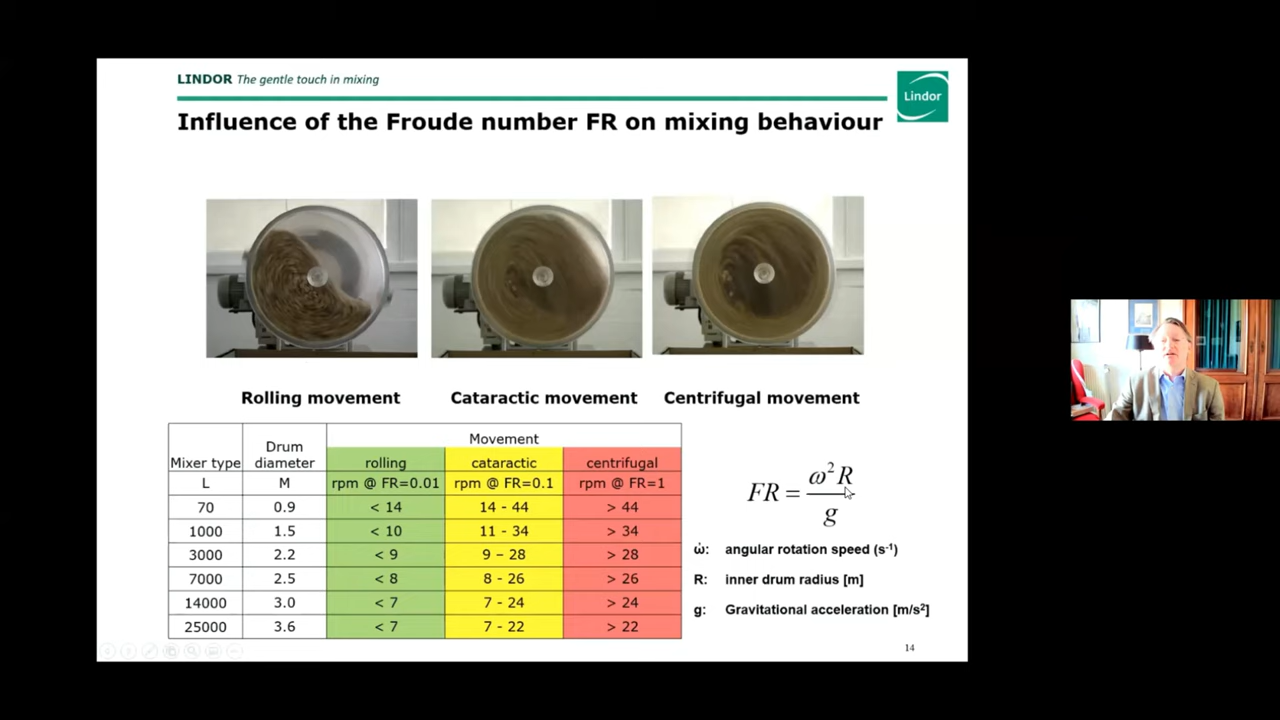 LINDOR The gentle touch in mixing
Lindor
Influence of the Froude number FR on mixing behaviour
Rolling movement Cataractic movement Centrifugal movement
Movement
Mixer type Drum diameter rolling cataractic centrifugal
L M rpm @ FR=0.01 rpm @ FR=0.1 rpm @ FR=1
70 0.9 < 14 14 - 44 > 44
1000 1.5 < 10 11 - 34 > 34
3000 2.2 < 9 9 – 28 > 28
7000 2.5 < 8 8 - 26 > 26
14000 3.0 < 7 7 - 24 > 24
25000 3.6 < 7 7 - 22 > 22
FR = ω²R / g
ώ: angular rotation speed (s⁻¹)
R: inner drum radius [m]
g: Gravitational acceleration [m/s²]
14